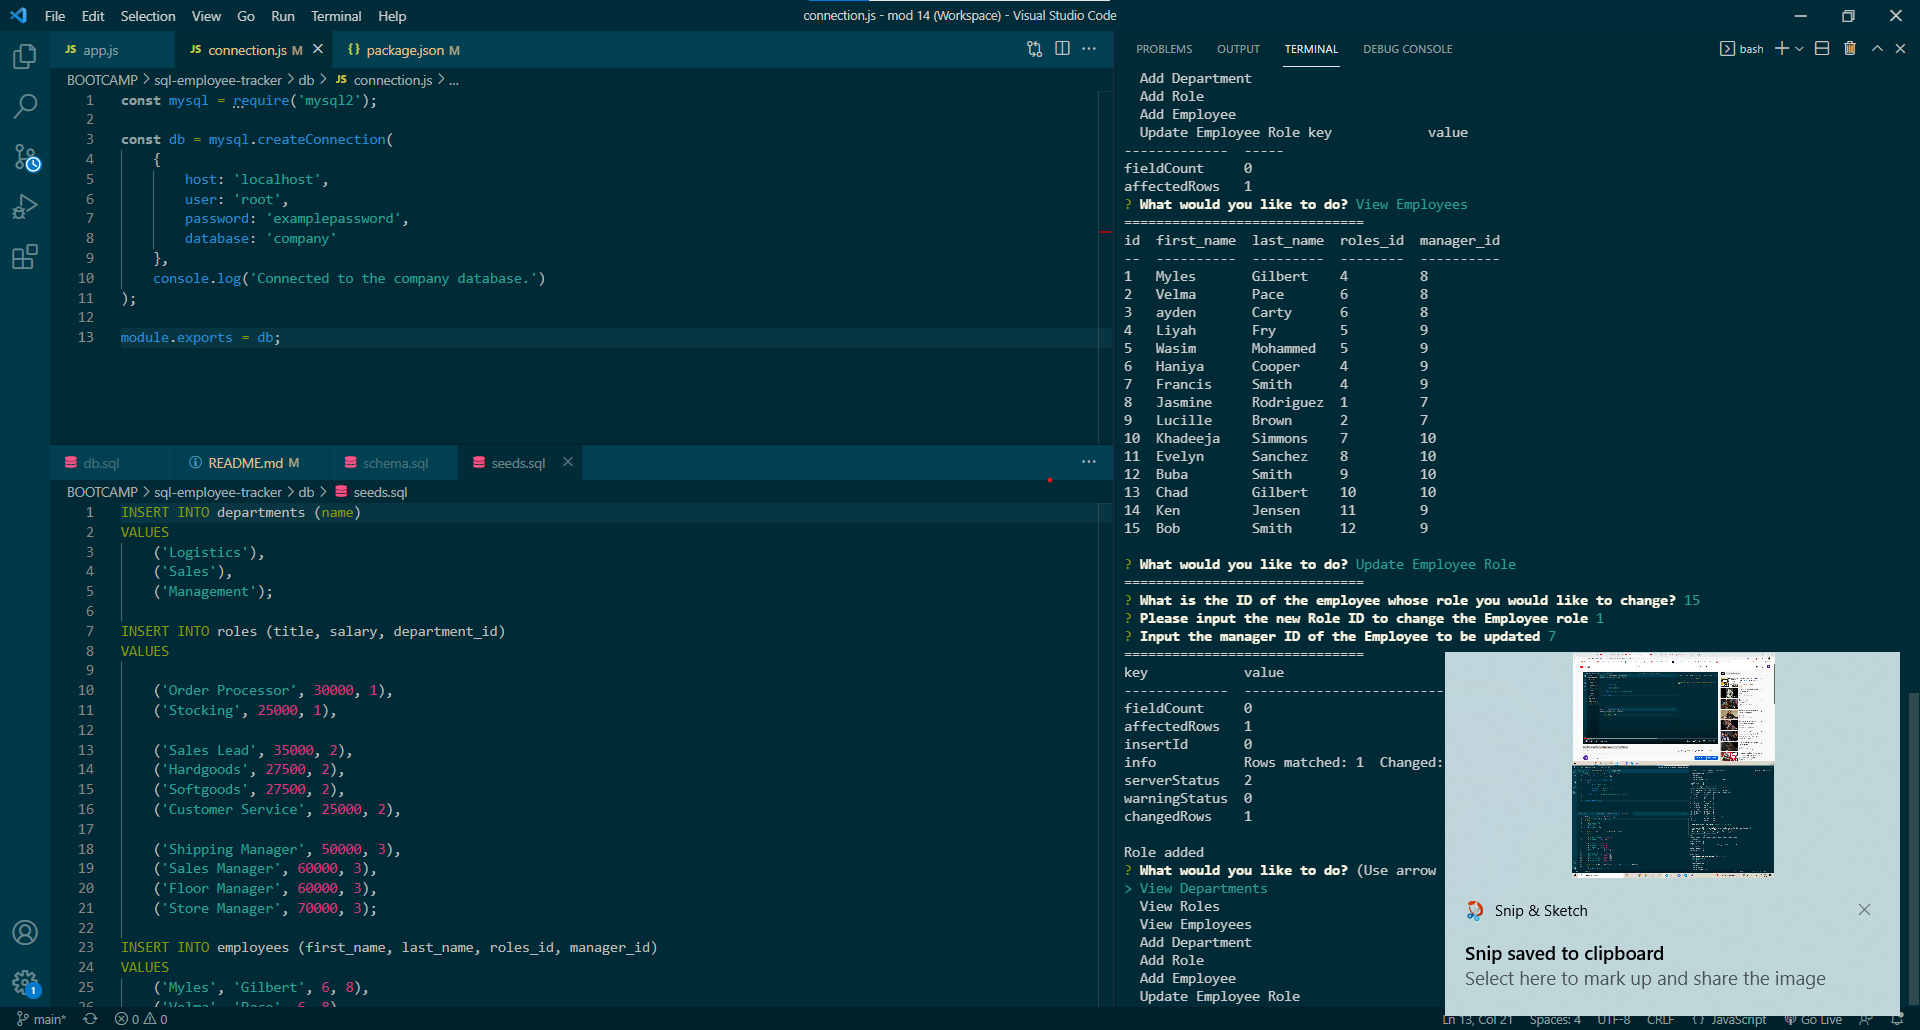 File Edit Selection View Go Run Terminal Help
connection.js - mod 14 (Workspace) - Visual Studio Code
JS app.js
JS connection.js M
{} package.json M
BOOTCAMP > sql-employee-tracker > db > JS connection.js > ...
1 const mysql = require('mysql2');
2
3 const db = mysql.createConnection(
4 {
5 host: 'localhost',
6 user: 'root',
7 password: 'examplepassword',
8 database: 'company'
9 },
10 console.log('Connected to the company database.')
11 );
12
13 module.exports = db;
db.sql
README.md M
schema.sql
seeds.sql
BOOTCAMP > sql-employee-tracker > db > seeds.sql
1 INSERT INTO departments (name)
2 VALUES
3 ('Logistics'),
4 ('Sales'),
5 ('Management');
6
7 INSERT INTO roles (title, salary, department_id)
8 VALUES
9
10 ('Order Processor', 30000, 1),
11 ('Stocking', 25000, 1),
12
13 ('Sales Lead', 35000, 2),
14 ('Hardgoods', 27500, 2),
15 ('Softgoods', 27500, 2),
16 ('Customer Service', 25000, 2),
17
18 ('Shipping Manager', 50000, 3),
19 ('Sales Manager', 60000, 3),
20 ('Floor Manager', 60000, 3),
21 ('Store Manager', 70000, 3);
22
23 INSERT INTO employees (first_name, last_name, roles_id, manager_id)
24 VALUES
25 ('Myles', 'Gilbert', 6, 8),
26 ('Velma', 'Pace', 6, 8),
PROBLEMS OUTPUT TERMINAL DEBUG CONSOLE
bash
Add Department
Add Role
Add Employee
Update Employee Role key value
------------- -----
fieldCount 0
affectedRows 1
? What would you like to do? View Employees
==============================
id first_name last_name roles_id manager_id
-- ---------- --------- -------- ----------
1 Myles Gilbert 4 8
2 Velma Pace 6 8
3 ayden Carty 6 8
4 Liyah Fry 5 9
5 Wasim Mohammed 5 9
6 Haniya Cooper 4 9
7 Francis Smith 4 9
8 Jasmine Rodriguez 1 7
9 Lucille Brown 2 7
10 Khadeeja Simmons 7 10
11 Evelyn Sanchez 8 10
12 Buba Smith 9 10
13 Chad Gilbert 10 10
14 Ken Jensen 11 9
15 Bob Smith 12 9
? What would you like to do? Update Employee Role
==============================
? What is the ID of the employee whose role you would like to change? 15
? Please input the new Role ID to change the Employee role 1
? Input the manager ID of the Employee to be updated 7
==============================
key value
------------- -------------------------
fieldCount 0
affectedRows 1
insertId 0
info Rows matched: 1 Changed:
serverStatus 2
warningStatus 0
changedRows 1
Role added
? What would you like to do? (Use arrow
> View Departments
View Roles
View Employees
Add Department
Add Role
Add Employee
Update Employee Role
Snip & Sketch
Snip saved to clipboard
Select here to mark up and share the image
1
main* 0 0
Ln 13, Col 21 Spaces: 4 UTF-8 CRLF {} JavaScript Go Live